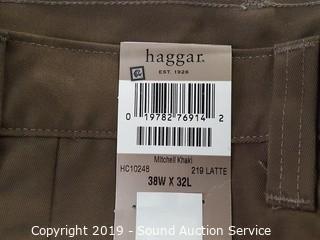 haggar.
EST. 1926
0 19782 76914 2
Mitchell Khaki
HC10248 219 LATTE
38W X 32L
Copyright 2019 - Sound Auction Service